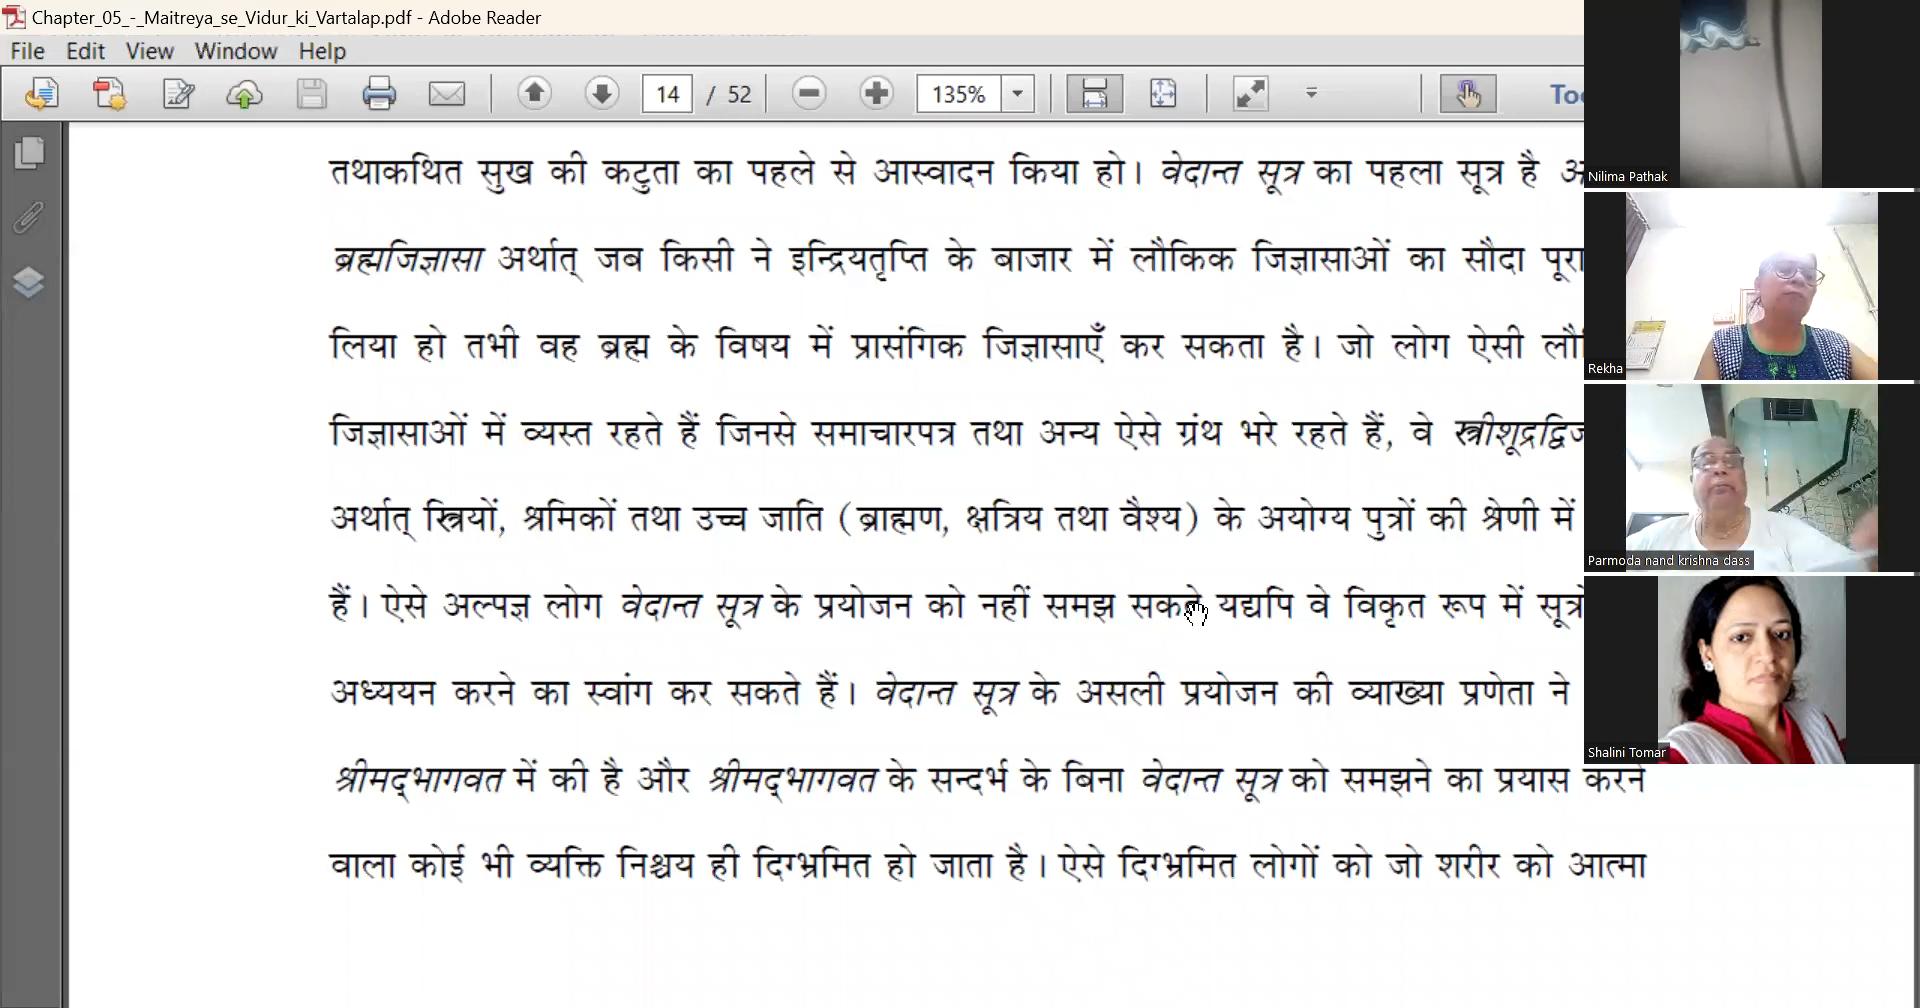 Chapter_05_-_Maitreya_se_Vidur_ki_Vartalap.pdf - Adobe Reader
File Edit View Window Help
14 / 52 135%
तथाकथित सुख की कटुता का पहले से आस्वादन किया हो। वेदान्त सूत्र का पहला सूत्र है
ब्रह्मजिज्ञासा अर्थात् जब किसी ने इन्द्रियतृप्ति के बाजार में लौकिक जिज्ञासाओं का सौदा पूरा
लिया हो तभी वह ब्रह्म के विषय में प्रासंगिक जिज्ञासाएँ कर सकता है। जो लोग ऐसी
जिज्ञासाओं में व्यस्त रहते हैं जिनसे समाचारपत्र तथा अन्य ऐसे ग्रंथ भरे रहते हैं, वे
अर्थात् स्त्रियों, श्रमिकों तथा उच्च जाति (ब्राह्मण, क्षत्रिय तथा वैश्य) के अयोग्य पुत्रों की श्रेणी में
हैं। ऐसे अल्पज्ञ लोग वेदान्त सूत्र के प्रयोजन को नहीं समझ सकते यद्यपि वे विकृत रूप में
अध्ययन करने का स्वांग कर सकते हैं। वेदान्त सूत्र के असली प्रयोजन की व्याख्या प्रणेता ने
श्रीमद्भागवत में की है और श्रीमद्भागवत के सन्दर्भ के बिना वेदान्त सूत्र को समझने का प्रयास करने
वाला कोई भी व्यक्ति निश्चय ही दिग्भ्रमित हो जाता है। ऐसे दिग्भ्रमित लोगों को जो शरीर को आत्मा
Nilima Pathak
Rekha
Parmoda nand krishna dass
Shalini Tomar